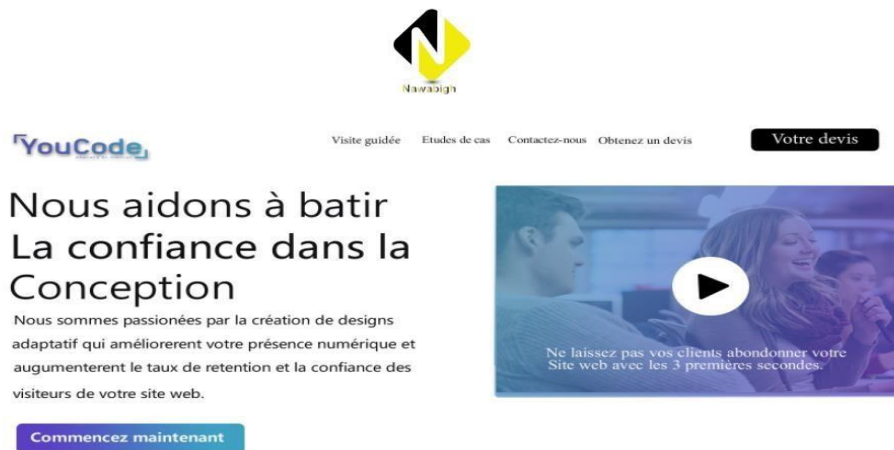 Nawabigh
YouCode
Visite guidée Etudes de cas Contactez-nous Obtenez un devis Votre devis
Nous aidons à batir
La confiance dans la
Conception
Nous sommes passionées par la création de designs
adaptatif qui améliorerent votre présence numérique et
augumenterent le taux de retention et la confiance des
visiteurs de votre site web.
Commencez maintenant
Ne laissez pas vos clients abondonner votre
Site web avec les 3 premières secondes.